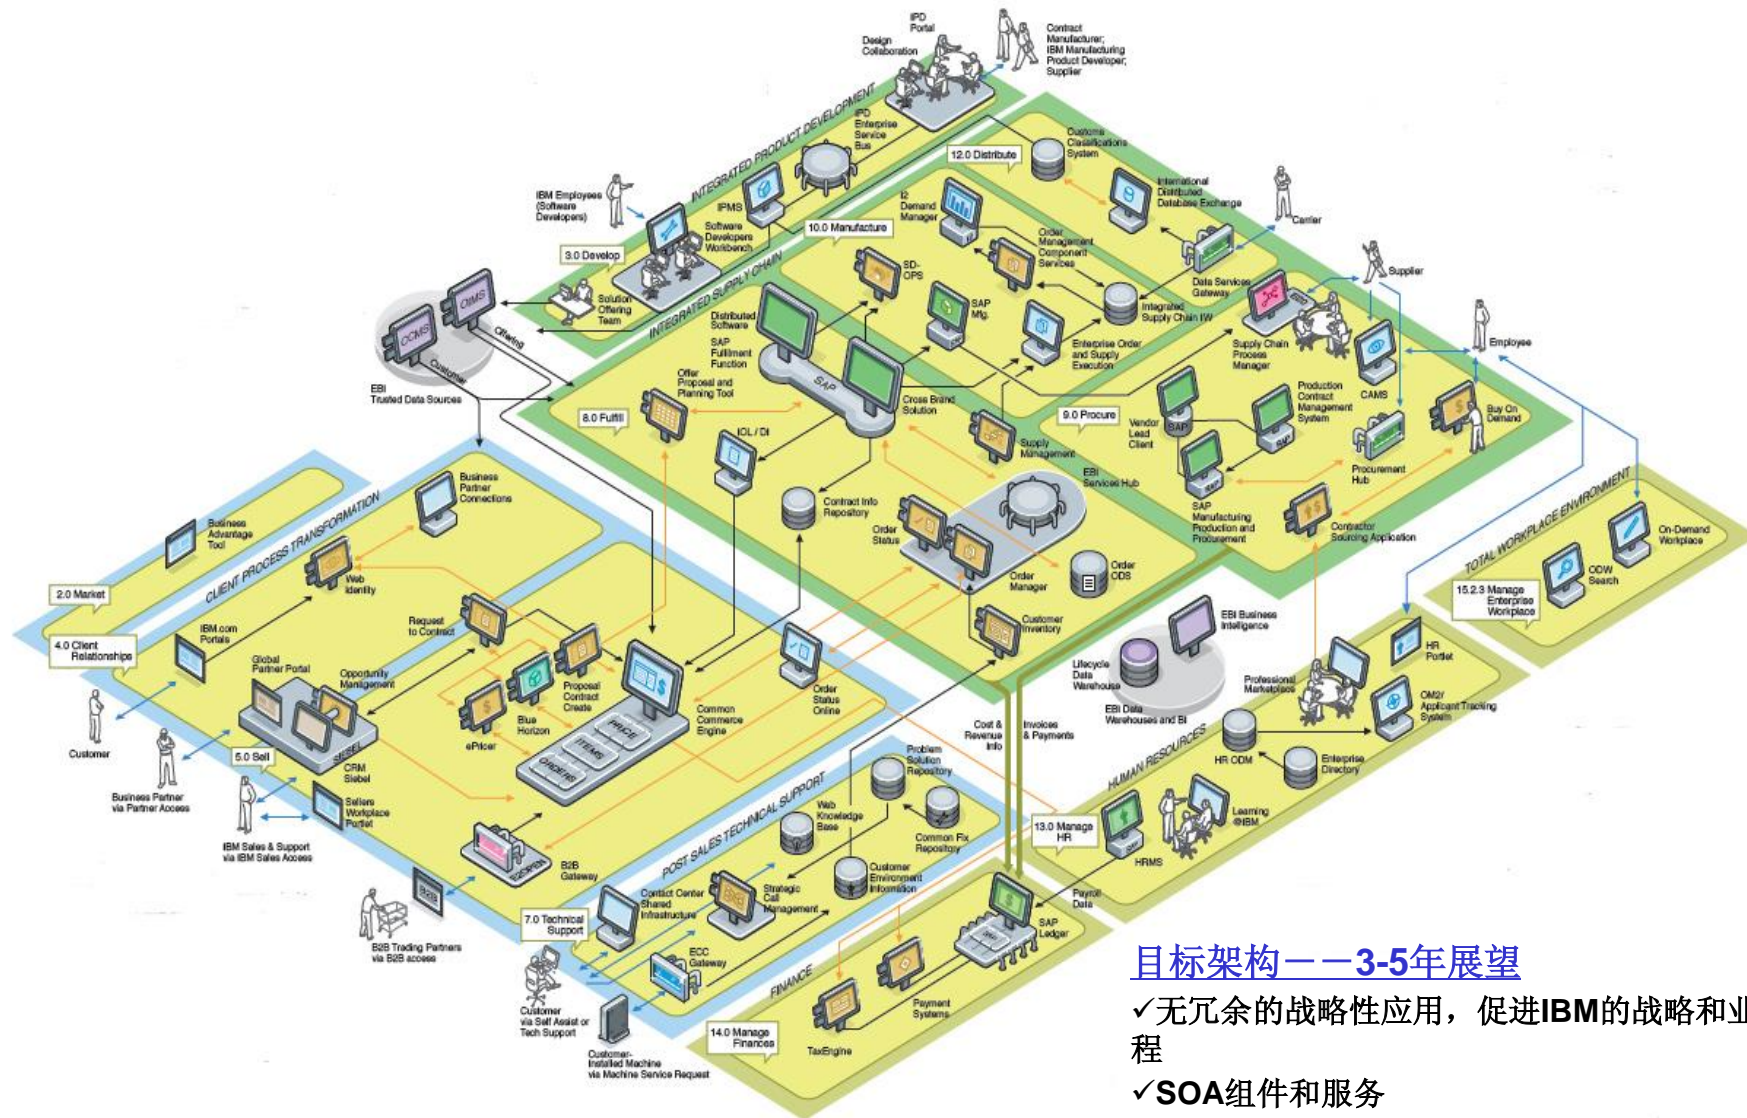 IPD
Portal
Design
Collaboration
Contract
Manufacturer;
IBM Manufacturing
Product Developer;
Supplier
INTEGRATED PRODUCT DEVELOPMENT
IPD
Enterprise
Service
Bus
IBM Employees
(Software
Developers)
IPMS
Software
Developers
Workbench
3.0 Develop
Solution
Offering
Team
12.0 Distribute
Customs
Classifications
System
International
Distributed
Database Exchange
Carrier
I2
Demand
Manager
10.0 Manufacture
Order
Management
Component
Services
Data Services
Gateway
Supplier
INTEGRATED SUPPLY CHAIN
SD-
OPS
SAP
Mfg.
Integrated
Supply Chain IW
Enterprise Order
and Supply
Execution
Supply Chain
Process
Manager
CAMS
Employee
OIMS
CCMS
Offering
Customer
EBI
Trusted Data Sources
Distributed
Software
SAP
Fulfillment
Function
SAP
Cross Brand
Solution
Offer
Proposal and
Planning Tool
8.0 Fulfill
IOL / DI
Contract Info
Repository
Supply
Management
EBI
Services Hub
Order
Status
Order
Manager
Order
ODS
Customer
Inventory
9.0 Procure
Vendor
Lead
Client
SAP
Production
Contract
Management
System
SAP
Buy On
Demand
Procurement
Hub
SAP
SAP
Manufacturing
Production and
Procurement
Contractor
Sourcing Application
TOTAL WORKPLACE ENVIRONMENT
On-Demand
Workplace
ODW
Search
15.2.3 Manage
Enterprise
Workplace
Business
Advantage
Tool
2.0 Market
CLIENT PROCESS TRANSFORMATION
Business
Partner
Connections
Web
Identity
4.0 Client
Relationships
IBM.com
Portals
Request
to Contract
Global
Partner Portal
Opportunity
Management
SIEBEL
CRM
Siebel
5.0 Sell
Customer
Business Partner
via Partner Access
IBM Sales & Support
via IBM Sales Access
Sellers
Workplace
Portlet
ePricer
Blue
Horizon
Proposal
Contract
Create
Common
Commerce
Engine
PRICE
ITEMS
ORDERS
Order
Status
Online
B2B
Gateway
B2B
B2B Trading Partners
via B2B access
EBI Business
Intelligence
Lifecycle
Data
Warehouse
EBI Data
Warehouses and BI
Cost &
Revenue
Info
Invoices
& Payments
HUMAN RESOURCES
HR
Portlet
Professional
Marketplace
OM2/
Applicant Tracking
System
HR ODM
Enterprise
Directory
Learning
@IBM
13.0 Manage
HR
SAP
HRMS
Payroll
Data
POST SALES TECHNICAL SUPPORT
Problem
Solution
Repository
Web
Knowledge
Base
Common Fix
Repository
Customer
Environment
Information
Contact Center
Shared
Infrastructure
Strategic
Call
Management
7.0 Technical
Support
ECC
Gateway
Customer
via Self Assist or
Tech Support
Customer-
Installed Machine
via Machine Service Request
FINANCE
SAP
Ledger
Payment
Systems
TaxEngine
14.0 Manage
Finances
目标架构——3-5年展望
✓无冗余的战略性应用，促进IBM的战略和业
程
✓SOA组件和服务